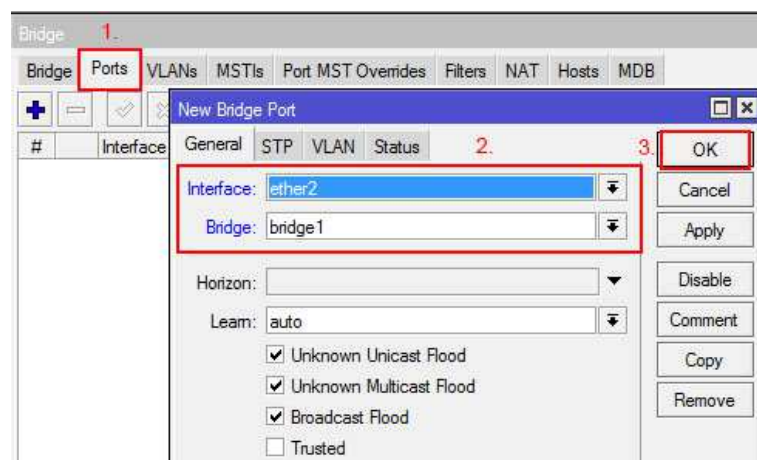 Bridge 1.
Bridge Ports VLANs MSTIs Port MST Overrides Filters NAT Hosts MDB
New Bridge Port
# Interface General STP VLAN Status 2. 3. OK
Interface: ether2 Cancel
Bridge: bridge1 Apply
Horizon: Disable
Learn: auto Comment
Unknown Unicast Flood Copy
Unknown Multicast Flood Remove
Broadcast Flood
Trusted